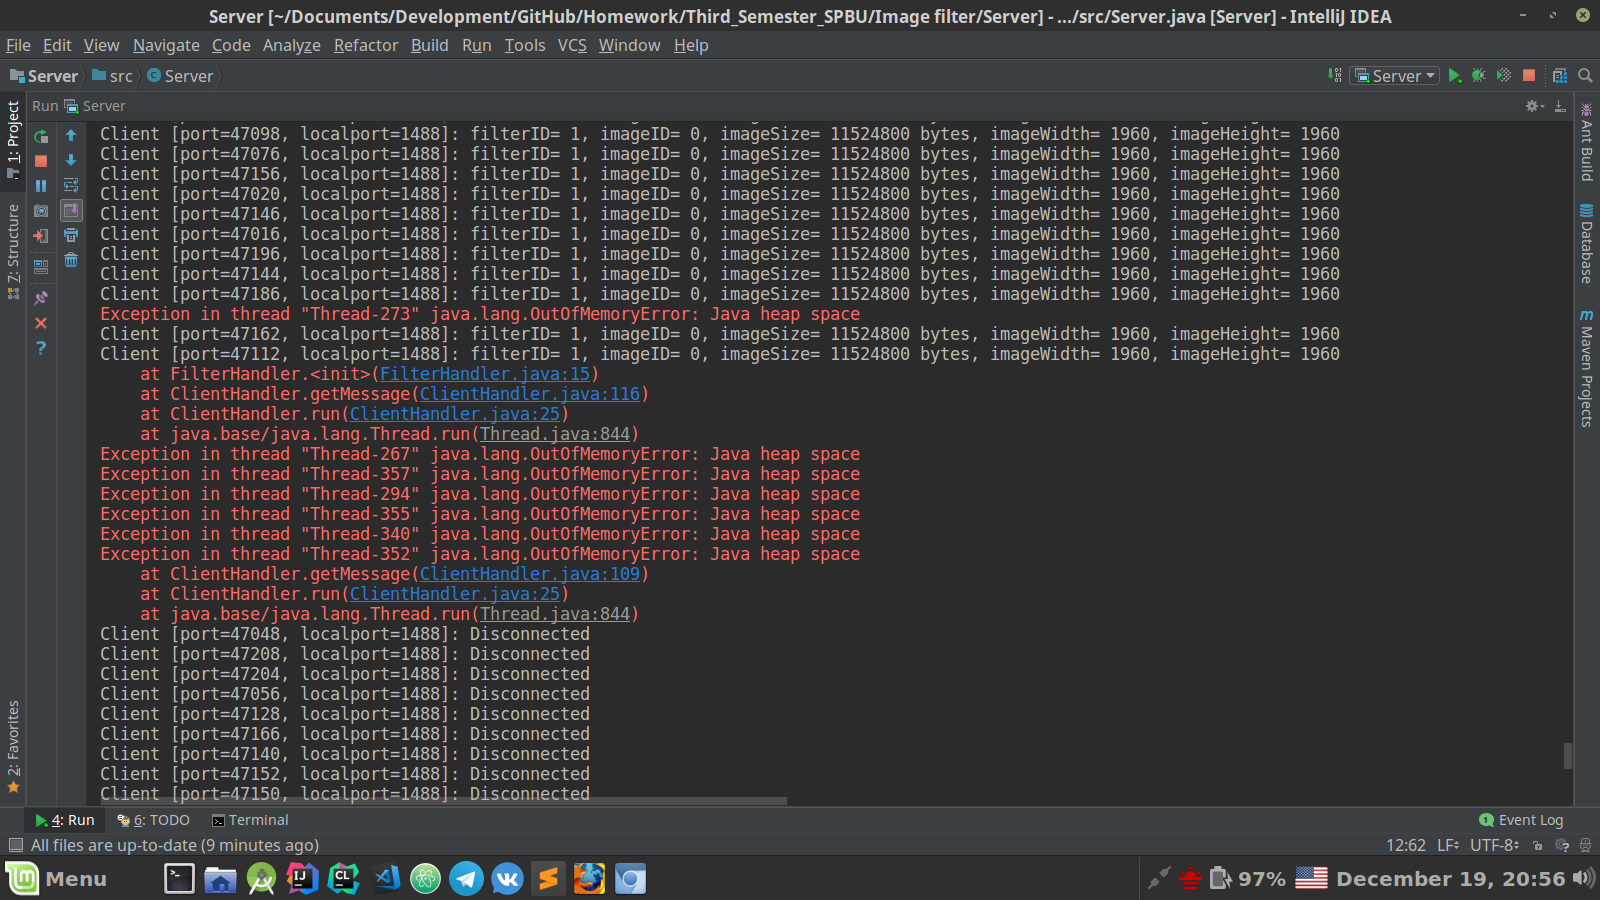 Server [~/Documents/Development/GitHub/Homework/Third_Semester_SPBU/Image filter/Server] - .../src/Server.java [Server] - IntelliJ IDEA
File Edit View Navigate Code Analyze Refactor Build Run Tools VCS Window Help
Server src Server
Server
Run Server
1: Project
7: Structure
2: Favorites
Ant Build
Database
Maven Projects
Client [port=47098, localport=1488]: filterID= 1, imageID= 0, imageSize= 11524800 bytes, imageWidth= 1960, imageHeight= 1960
Client [port=47076, localport=1488]: filterID= 1, imageID= 0, imageSize= 11524800 bytes, imageWidth= 1960, imageHeight= 1960
Client [port=47156, localport=1488]: filterID= 1, imageID= 0, imageSize= 11524800 bytes, imageWidth= 1960, imageHeight= 1960
Client [port=47020, localport=1488]: filterID= 1, imageID= 0, imageSize= 11524800 bytes, imageWidth= 1960, imageHeight= 1960
Client [port=47146, localport=1488]: filterID= 1, imageID= 0, imageSize= 11524800 bytes, imageWidth= 1960, imageHeight= 1960
Client [port=47016, localport=1488]: filterID= 1, imageID= 0, imageSize= 11524800 bytes, imageWidth= 1960, imageHeight= 1960
Client [port=47196, localport=1488]: filterID= 1, imageID= 0, imageSize= 11524800 bytes, imageWidth= 1960, imageHeight= 1960
Client [port=47144, localport=1488]: filterID= 1, imageID= 0, imageSize= 11524800 bytes, imageWidth= 1960, imageHeight= 1960
Client [port=47186, localport=1488]: filterID= 1, imageID= 0, imageSize= 11524800 bytes, imageWidth= 1960, imageHeight= 1960
Exception in thread "Thread-273" java.lang.OutOfMemoryError: Java heap space
Client [port=47162, localport=1488]: filterID= 1, imageID= 0, imageSize= 11524800 bytes, imageWidth= 1960, imageHeight= 1960
Client [port=47112, localport=1488]: filterID= 1, imageID= 0, imageSize= 11524800 bytes, imageWidth= 1960, imageHeight= 1960
at FilterHandler.<init>(FilterHandler.java:15)
at ClientHandler.getMessage(ClientHandler.java:116)
at ClientHandler.run(ClientHandler.java:25)
at java.base/java.lang.Thread.run(Thread.java:844)
Exception in thread "Thread-267" java.lang.OutOfMemoryError: Java heap space
Exception in thread "Thread-357" java.lang.OutOfMemoryError: Java heap space
Exception in thread "Thread-294" java.lang.OutOfMemoryError: Java heap space
Exception in thread "Thread-355" java.lang.OutOfMemoryError: Java heap space
Exception in thread "Thread-340" java.lang.OutOfMemoryError: Java heap space
Exception in thread "Thread-352" java.lang.OutOfMemoryError: Java heap space
at ClientHandler.getMessage(ClientHandler.java:109)
at ClientHandler.run(ClientHandler.java:25)
at java.base/java.lang.Thread.run(Thread.java:844)
Client [port=47048, localport=1488]: Disconnected
Client [port=47208, localport=1488]: Disconnected
Client [port=47204, localport=1488]: Disconnected
Client [port=47056, localport=1488]: Disconnected
Client [port=47128, localport=1488]: Disconnected
Client [port=47166, localport=1488]: Disconnected
Client [port=47140, localport=1488]: Disconnected
Client [port=47152, localport=1488]: Disconnected
Client [port=47150, localport=1488]: Disconnected
4: Run 6: TODO Terminal
1 Event Log
All files are up-to-date (9 minutes ago)
12:62 LF UTF-8
Menu
97% December 19, 20:56